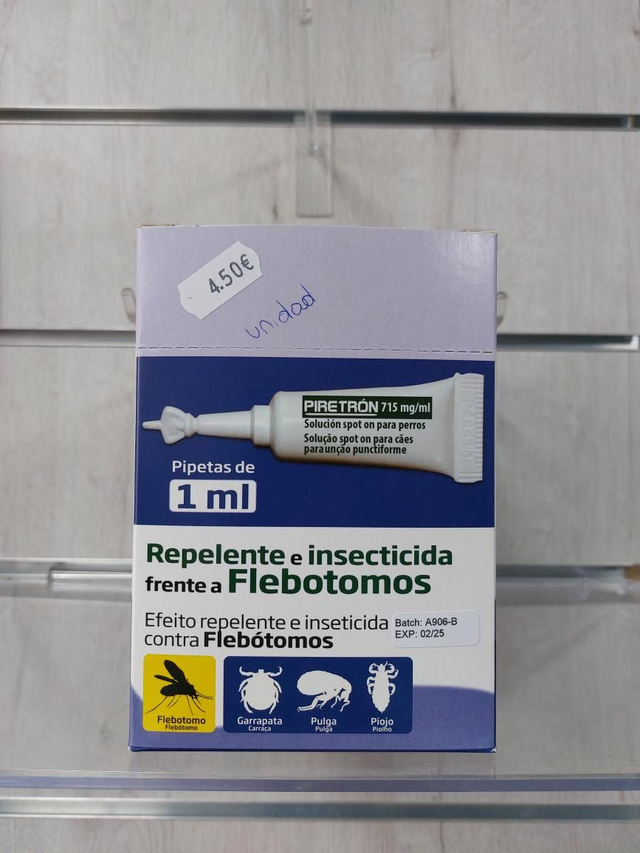 4.50€
unidad
PIRETRÓN 715 mg/ml
Solución spot on para perros
Solução spot on para cães
para unção punctiforme
Pipetas de
1 ml
Repelente e insecticida
frente a Flebotomos
Efeito repelente e inseticida
contra Flebótomos
Batch: A906-B
EXP: 02/25
Flebotomo
Flebótomo
Garrapata
Carraça
Pulga
Pulga
Piojo
Piolho